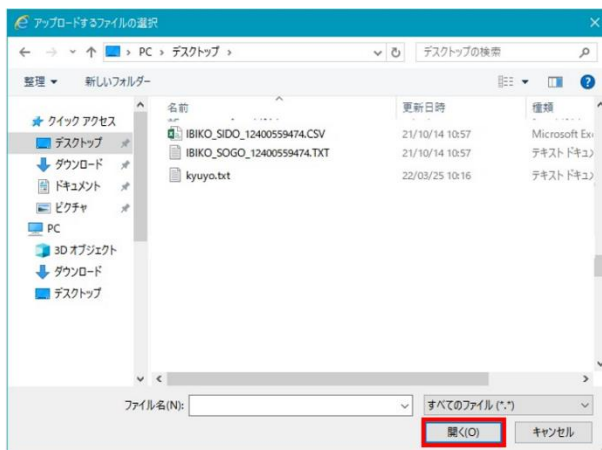 アップロードするファイルの選択
PC › デスクトップ ›
デスクトップの検索
整理
新しいフォルダー
名前
更新日時
種類
クイック アクセス
デスクトップ
ダウンロード
ドキュメント
ピクチャ
PC
3D オブジェクト
ダウンロード
デスクトップ
IBIKO_SIDO_12400559474.CSV 21/10/14 10:57 Microsoft Ex
IBIKO_SOGO_12400559474.TXT 21/10/14 10:57 テキスト ドキュ
kyuyo.txt 22/03/25 10:16 テキスト ドキュ
ファイル名(N):
すべてのファイル (*.*)
開く(O)
キャンセル